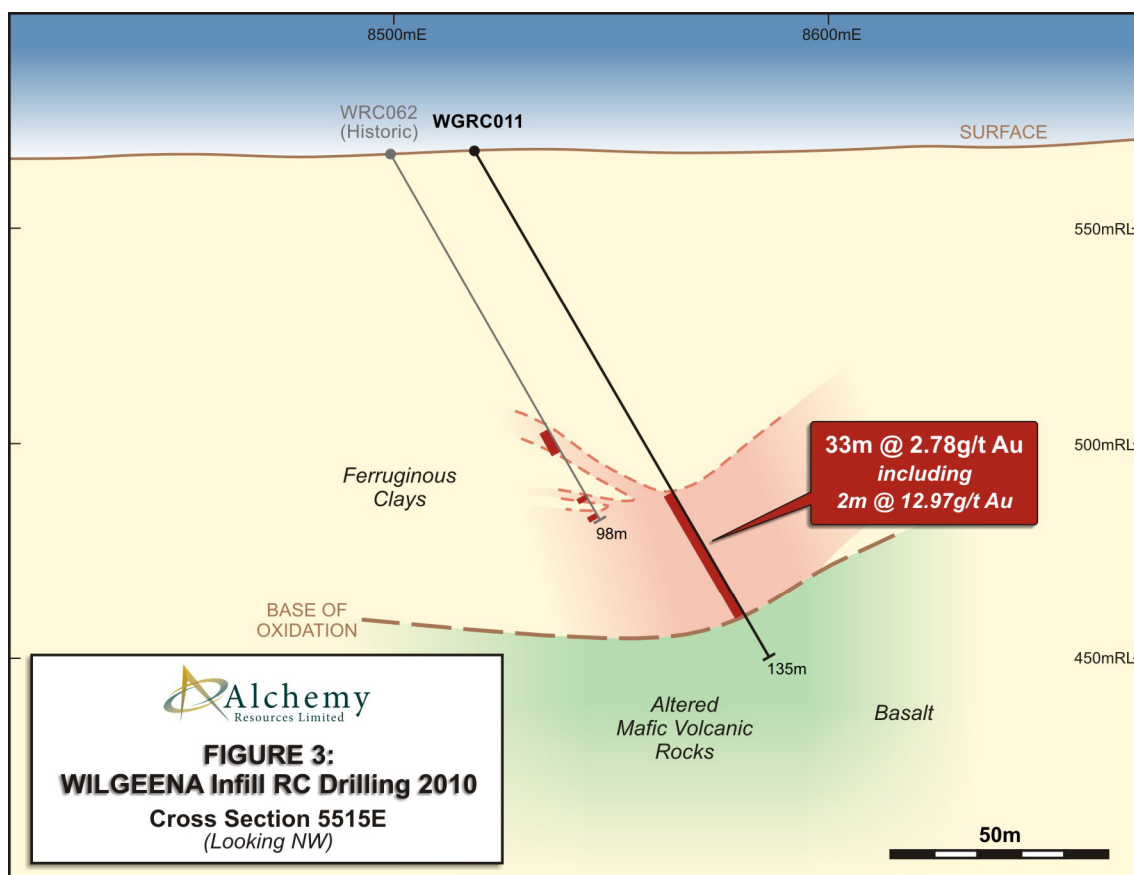 8500mE
8600mE
WRC062
(Historic)
WGRC011
SURFACE
550mRL
500mRL
33m @ 2.78g/t Au
including
2m @ 12.97g/t Au
Ferruginous
Clays
98m
BASE OF
OXIDATION
450mRL
135m
Altered
Mafic Volcanic
Rocks
Basalt
Alchemy
Resources Limited
FIGURE 3:
WILGEENA Infill RC Drilling 2010
Cross Section 5515E
(Looking NW)
50m